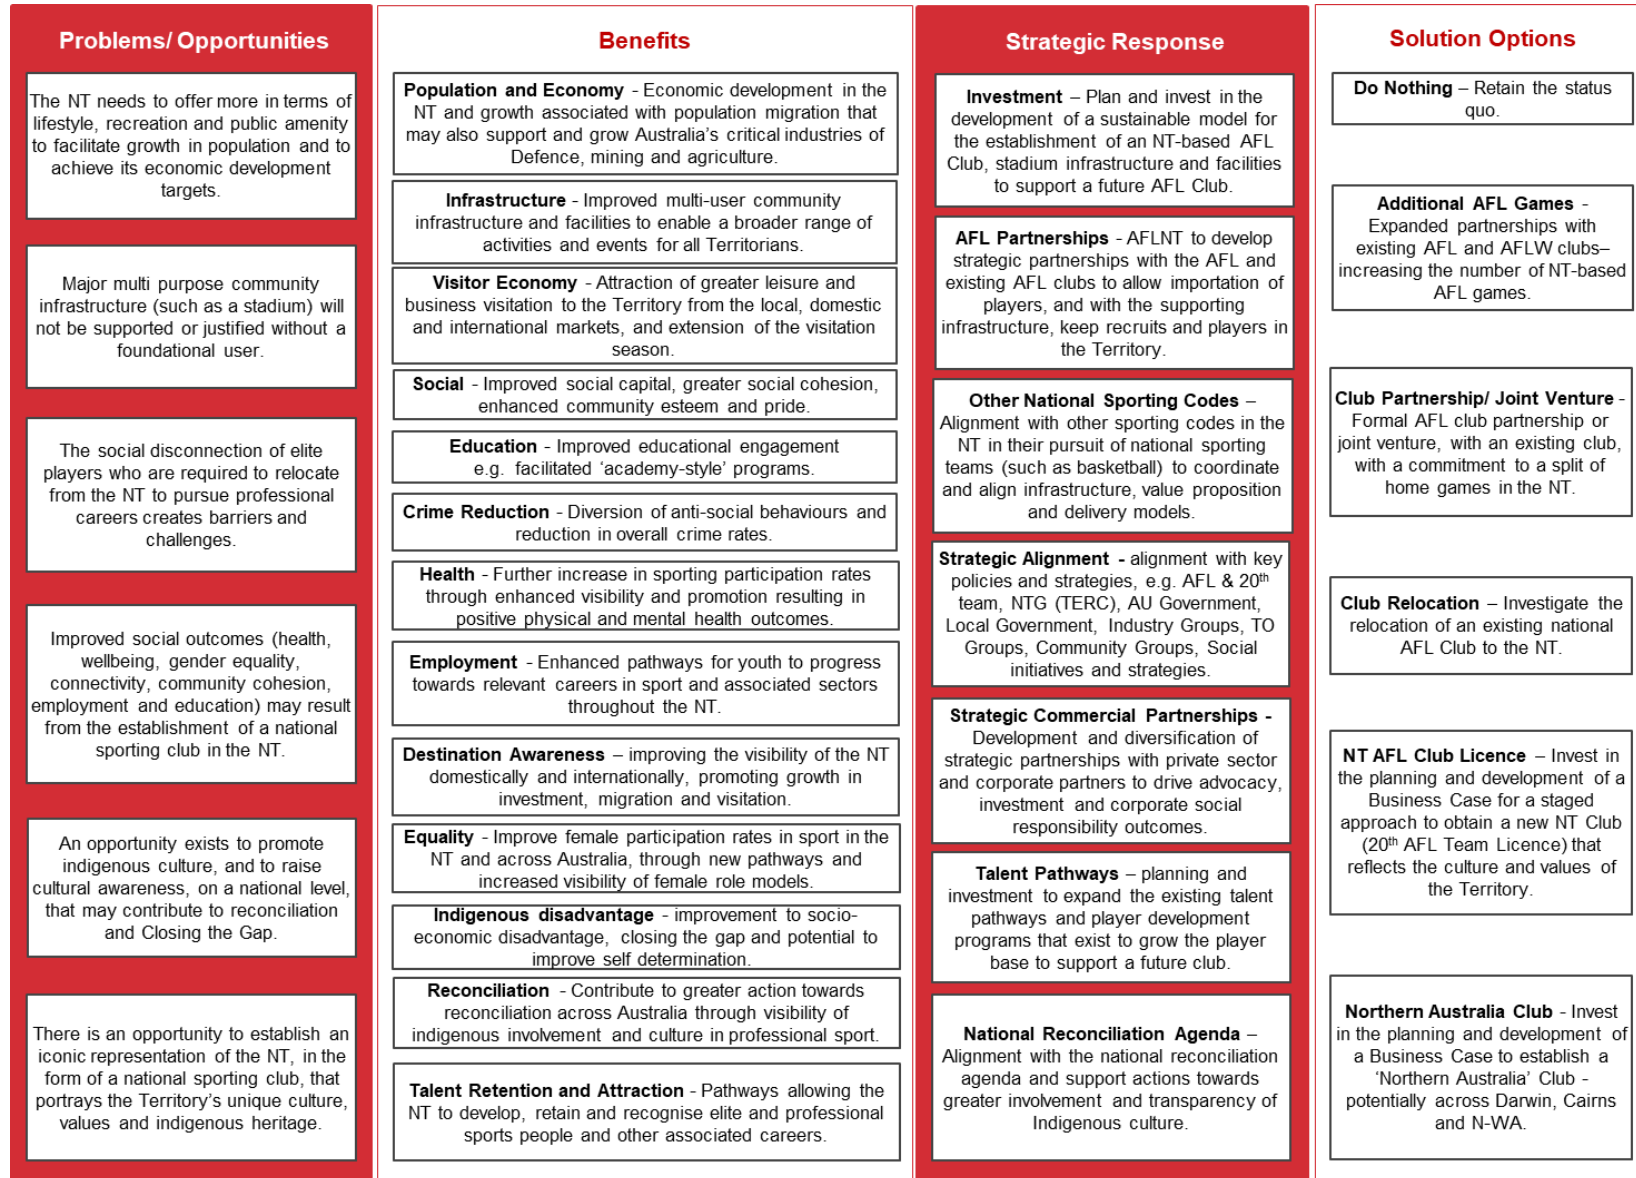 Problems/ Opportunities
The NT needs to offer more in terms of
lifestyle, recreation and public amenity
to facilitate growth in population and to
achieve its economic development
targets.
Major multi purpose community
infrastructure (such as a stadium) will
not be supported or justified without a
foundational user.
The social disconnection of elite
players who are required to relocate
from the NT to pursue professional
careers creates barriers and
challenges.
Improved social outcomes (health,
wellbeing, gender equality,
connectivity, community cohesion,
employment and education) may result
from the establishment of a national
sporting club in the NT.
An opportunity exists to promote
indigenous culture, and to raise
cultural awareness, on a national level,
that may contribute to reconciliation
and Closing the Gap.
There is an opportunity to establish an
iconic representation of the NT, in the
form of a national sporting club, that
portrays the Territory's unique culture,
values and indigenous heritage.
Benefits
Population and Economy - Economic development in the
NT and growth associated with population migration that
may also support and grow Australia's critical industries of
Defence, mining and agriculture.
Infrastructure - Improved multi-user community
infrastructure and facilities to enable a broader range of
activities and events for all Territorians.
Visitor Economy - Attraction of greater leisure and
business visitation to the Territory from the local, domestic
and international markets, and extension of the visitation
season.
Social - Improved social capital, greater social cohesion,
enhanced community esteem and pride.
Education - Improved educational engagement
e.g. facilitated 'academy-style' programs.
Crime Reduction - Diversion of anti-social behaviours and
reduction in overall crime rates.
Health - Further increase in sporting participation rates
through enhanced visibility and promotion resulting in
positive physical and mental health outcomes.
Employment - Enhanced pathways for youth to progress
towards relevant careers in sport and associated sectors
throughout the NT.
Destination Awareness – improving the visibility of the NT
domestically and internationally, promoting growth in
investment, migration and visitation.
Equality - Improve female participation rates in sport in the
NT and across Australia, through new pathways and
increased visibility of female role models.
Indigenous disadvantage - improvement to socio-
economic disadvantage, closing the gap and potential to
improve self determination.
Reconciliation - Contribute to greater action towards
reconciliation across Australia through visibility of
indigenous involvement and culture in professional sport.
Talent Retention and Attraction - Pathways allowing the
NT to develop, retain and recognise elite and professional
sports people and other associated careers.
Strategic Response
Investment – Plan and invest in the
development of a sustainable model for
the establishment of an NT-based AFL
Club, stadium infrastructure and facilities
to support a future AFL Club.
AFL Partnerships - AFLNT to develop
strategic partnerships with the AFL and
existing AFL clubs to allow importation of
players, and with the supporting
infrastructure, keep recruits and players in
the Territory.
Other National Sporting Codes –
Alignment with other sporting codes in the
NT in their pursuit of national sporting
teams (such as basketball) to coordinate
and align infrastructure, value proposition
and delivery models.
Strategic Alignment - alignment with key
policies and strategies, e.g. AFL & 20th
team, NTG (TERC), AU Government,
Local Government, Industry Groups, TO
Groups, Community Groups, Social
initiatives and strategies.
Strategic Commercial Partnerships -
Development and diversification of
strategic partnerships with private sector
and corporate partners to drive advocacy,
investment and corporate social
responsibility outcomes.
Talent Pathways – planning and
investment to expand the existing talent
pathways and player development
programs that exist to grow the player
base to support a future club.
National Reconciliation Agenda –
Alignment with the national reconciliation
agenda and support actions towards
greater involvement and transparency of
Indigenous culture.
Solution Options
Do Nothing – Retain the status
quo.
Additional AFL Games -
Expanded partnerships with
existing AFL and AFLW clubs–
increasing the number of NT-based
AFL games.
Club Partnership/ Joint Venture -
Formal AFL club partnership or
joint venture, with an existing club,
with a commitment to a split of
home games in the NT.
Club Relocation – Investigate the
relocation of an existing national
AFL Club to the NT.
NT AFL Club Licence – Invest in
the planning and development of a
Business Case for a staged
approach to obtain a new NT Club
(20th AFL Team Licence) that
reflects the culture and values of
the Territory.
Northern Australia Club - Invest
in the planning and development of
a Business Case to establish a
'Northern Australia' Club -
potentially across Darwin, Cairns
and N-WA.